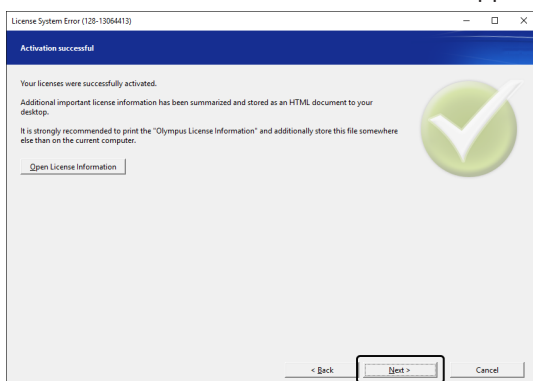 License System Error (128-13064413)
Activation successful
Your licenses were successfully activated.
Additional important license information has been summarized and stored as an HTML document to your
desktop.
It is strongly recommended to print the "Olympus License Information" and additionally store this file somewhere
else than on the current computer.
Open License Information
< Back Next > Cancel